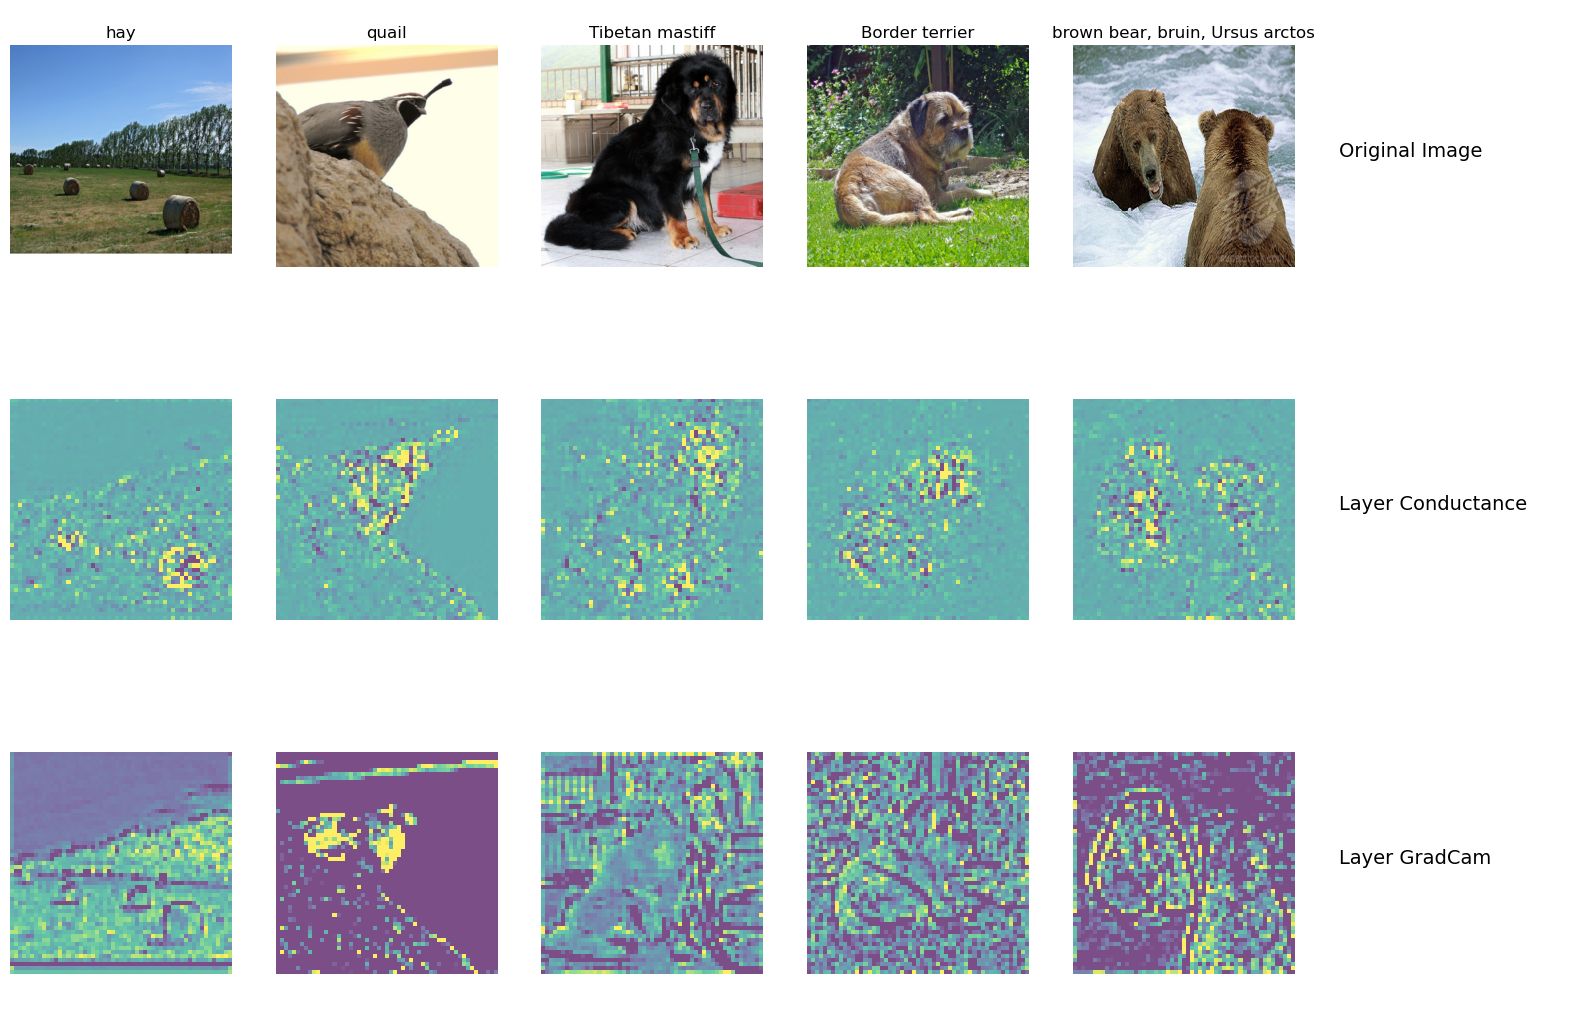 hay
quail
Tibetan mastiff
Border terrier
brown bear, bruin, Ursus arctos
Original Image
Layer Conductance
Layer GradCam